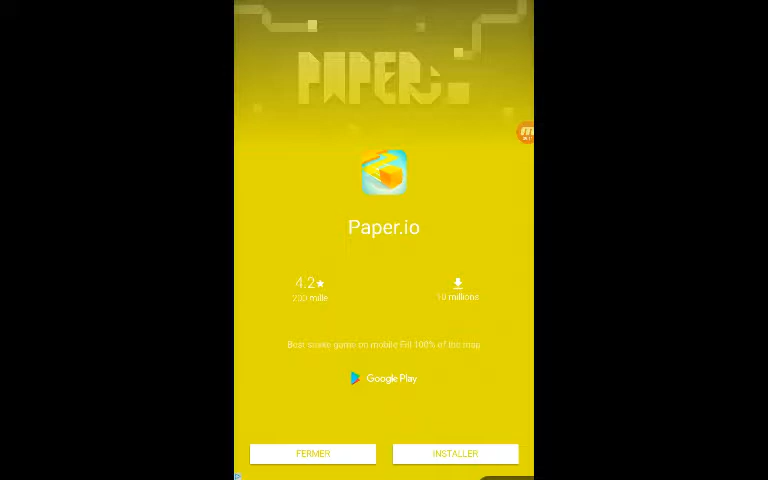 PAPER.io
Paper.io
4.2★
200 mille
10 millions
Best snake game on mobile Fill 100% of the map
Google Play
FERMER
INSTALLER